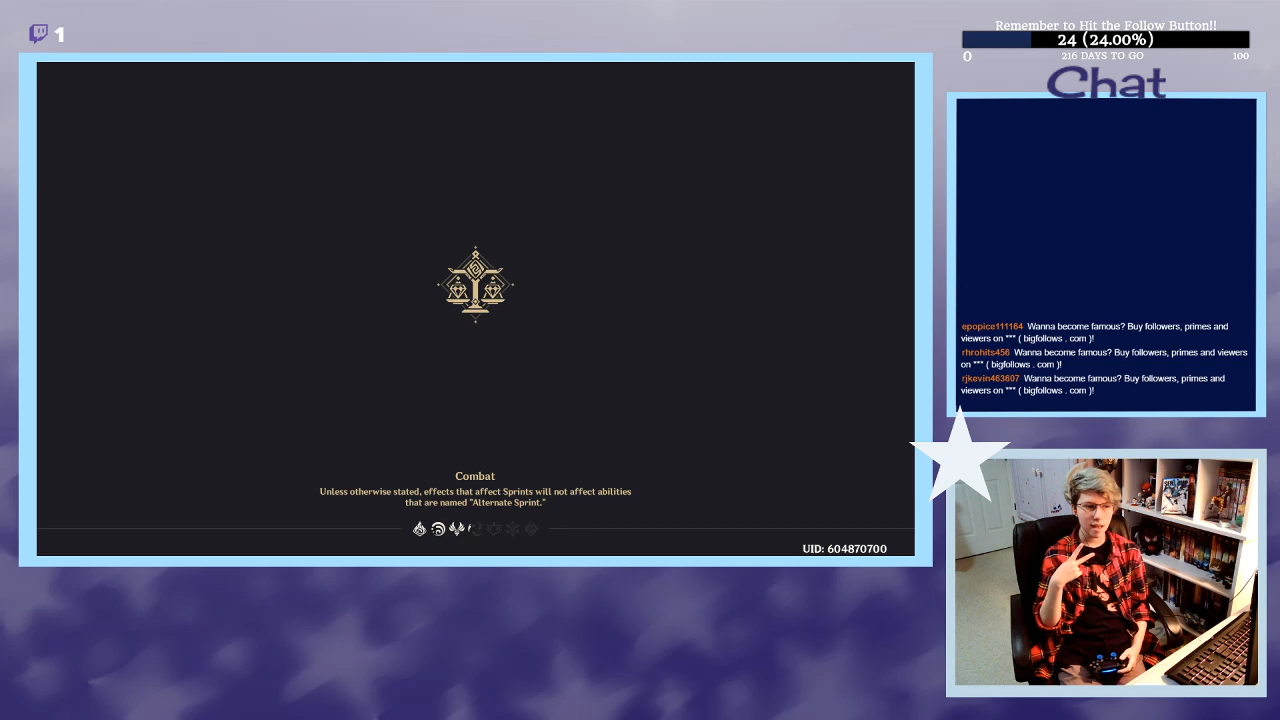 1
Remember to Hit the Follow Button!!
24 (24.00%)
0 216 DAYS TO GO 100
Chat
epopice111164 Wanna become famous? Buy followers, primes and
viewers on *** ( bigfollows . com )!
rhrohits456 Wanna become famous? Buy followers, primes and viewers
on *** ( bigfollows . com )!
rjkevin463607 Wanna become famous? Buy followers, primes and
viewers on *** ( bigfollows . com )!
Combat
Unless otherwise stated, effects that affect Sprints will not affect abilities
that are named "Alternate Sprint."
UID: 604870700